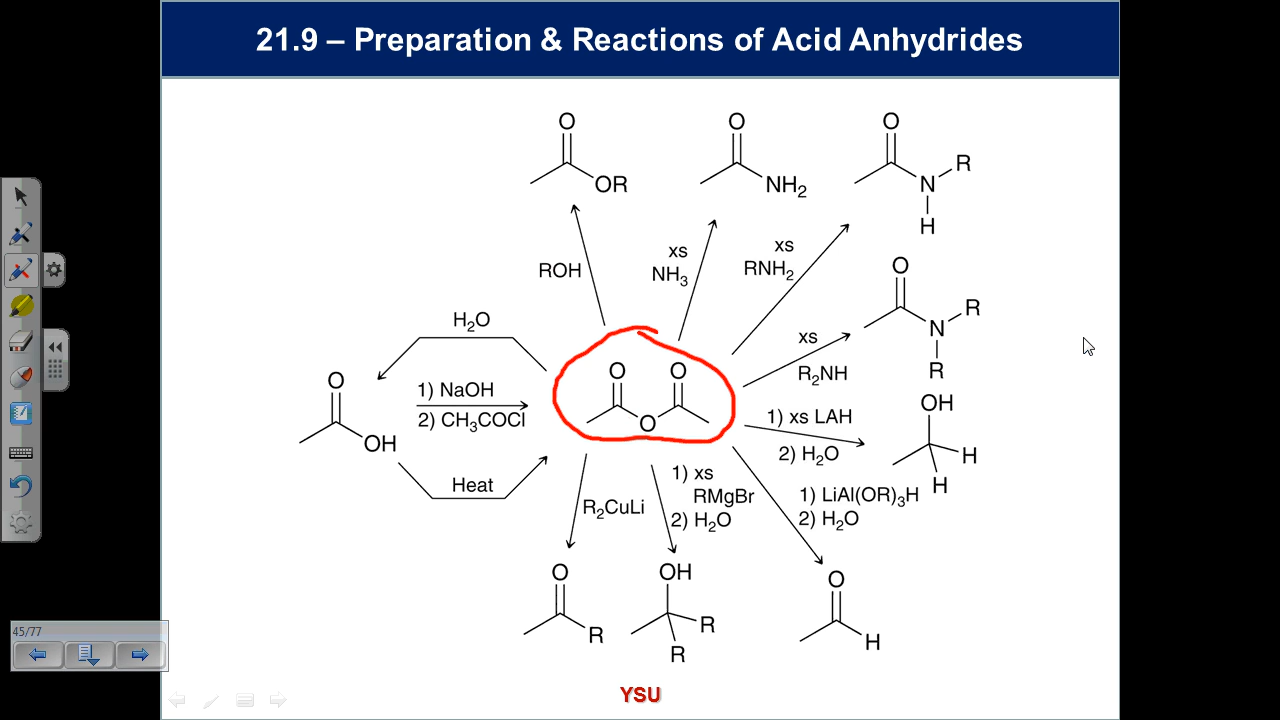 21.9 – Preparation & Reactions of Acid Anhydrides
O
OR
O
NH₂
O
N
R
H
ROH
xs
NH₃
xs
RNH₂
O
N
R
R
xs
R₂NH
H₂O
O
OH
1) NaOH
2) CH₃COCl
Heat
O
O
O
1) xs LAH
2) H₂O
OH
H
H
R₂CuLi
1) xs
RMgBr
2) H₂O
1) LiAl(OR)₃H
2) H₂O
O
R
OH
R
R
O
H
45/77
YSU